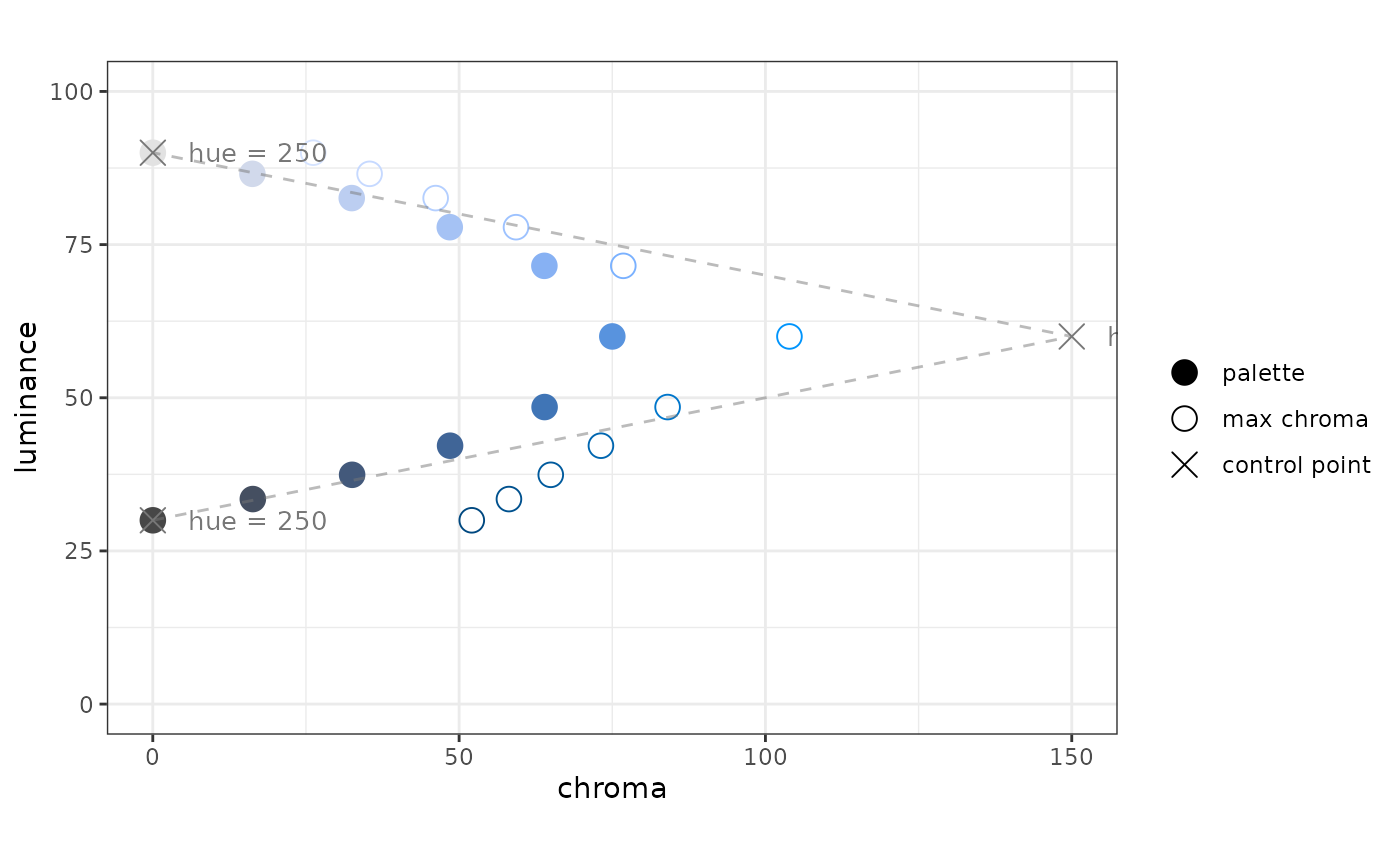 100
75
50
25
0
luminance
hue = 250
hue = 250
h
0
50
100
150
chroma
palette
max chroma
control point